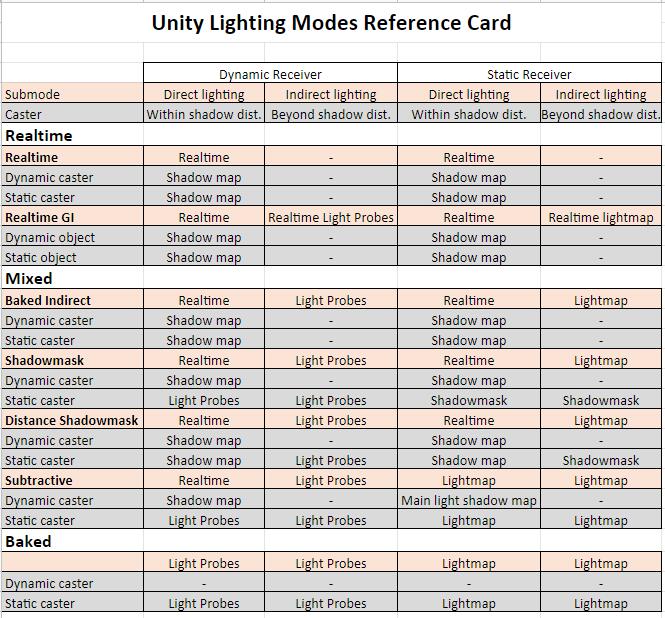 Unity Lighting Modes Reference Card
Dynamic Receiver Static Receiver
Submode Direct lighting Indirect lighting Direct lighting Indirect lighting
Caster Within shadow dist. Beyond shadow dist. Within shadow dist. Beyond shadow dist.
Realtime
Realtime Realtime - Realtime -
Dynamic caster Shadow map - Shadow map -
Static caster Shadow map - Shadow map -
Realtime GI Realtime Realtime Light Probes Realtime Realtime lightmap
Dynamic object Shadow map - Shadow map -
Static object Shadow map - Shadow map -
Mixed
Baked Indirect Realtime Light Probes Realtime Lightmap
Dynamic caster Shadow map - Shadow map -
Static caster Shadow map - Shadow map -
Shadowmask Realtime Light Probes Realtime Lightmap
Dynamic caster Shadow map - Shadow map -
Static caster Light Probes Light Probes Shadowmask Shadowmask
Distance Shadowmask Realtime Light Probes Realtime Lightmap
Dynamic caster Shadow map - Shadow map -
Static caster Shadow map Light Probes Shadow map Shadowmask
Subtractive Realtime Light Probes Lightmap Lightmap
Dynamic caster Shadow map - Main light shadow map -
Static caster Light Probes Light Probes Lightmap Lightmap
Baked
Light Probes Light Probes Lightmap Lightmap
Dynamic caster - - - -
Static caster Light Probes Light Probes Lightmap Lightmap